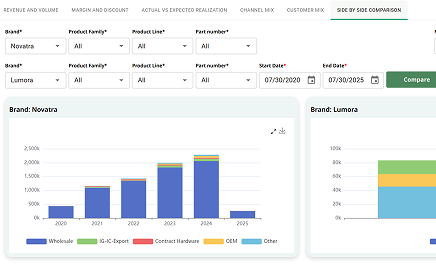 REVENUE AND VOLUME MARGIN AND DISCOUNT ACTUAL VS EXPECTED REALIZATION CHANNEL MIX CUSTOMER MIX SIDE BY SIDE COMPARISON
Brand* Product Family* Product Line* Part number*
Novatra All All All
Brand* Product Family* Product Line* Part number* Start Date* End Date*
Lumora All All All 07/30/2020 07/30/2025 Compare
Brand: Novatra Brand: Lumora
2,500k
2,000k
1,500k
1,000k
500k
0k
2020 2021 2022 2023 2024 2025
Wholesale IG-IC-Export Contract Hardware OEM Other
100k
80k
60k
40k
20k
0k